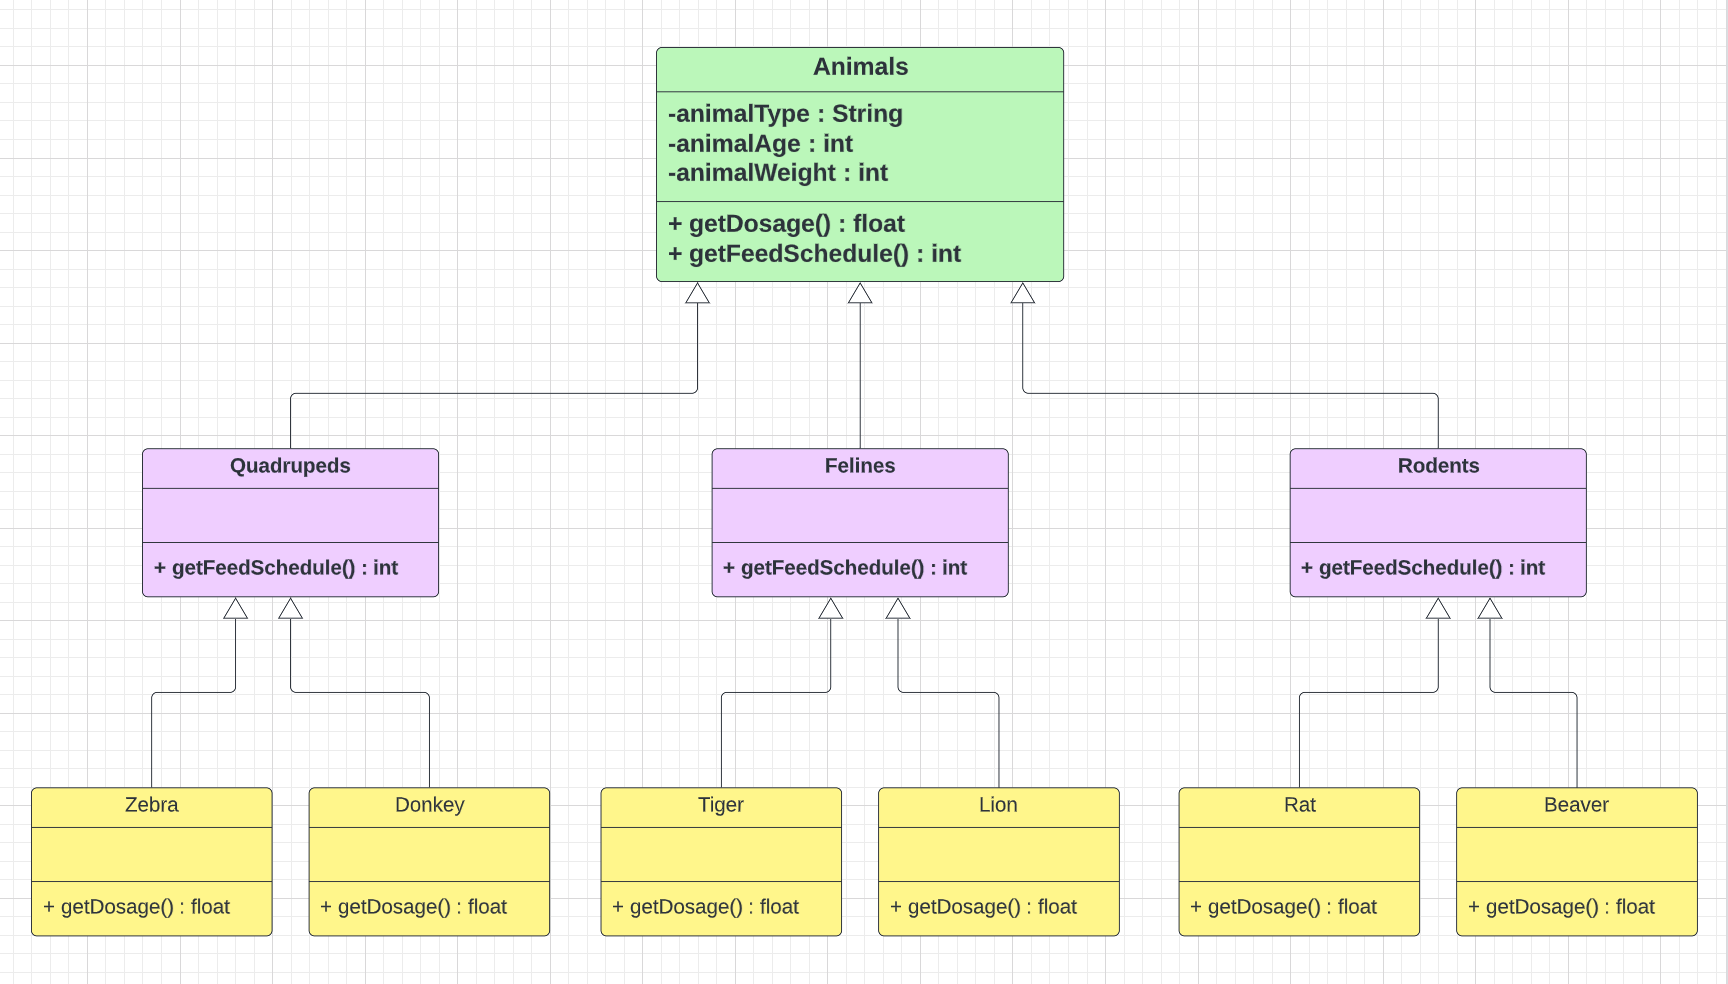 Animals
-animalType : String
-animalAge : int
-animalWeight : int
+ getDosage() : float
+ getFeedSchedule() : int
Quadrupeds
+ getFeedSchedule() : int
Felines
+ getFeedSchedule() : int
Rodents
+ getFeedSchedule() : int
Zebra
+ getDosage() : float
Donkey
+ getDosage() : float
Tiger
+ getDosage() : float
Lion
+ getDosage() : float
Rat
+ getDosage() : float
Beaver
+ getDosage() : float